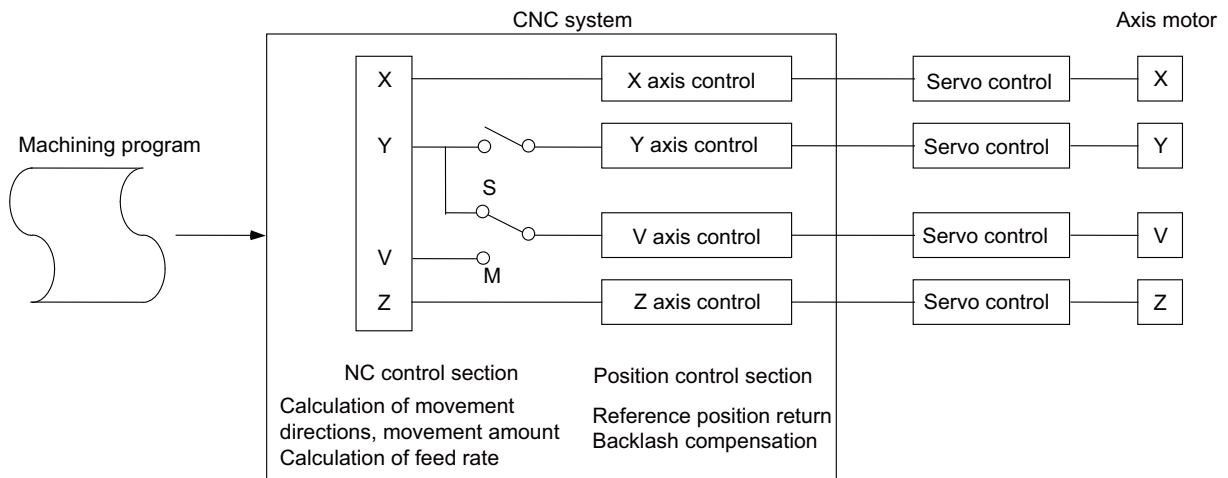 CNC system
Axis motor
X
X axis control
Servo control
X
Machining program
Y
Y axis control
Servo control
Y
S
V axis control
Servo control
V
V
M
Z
Z axis control
Servo control
Z
NC control section
Calculation of movement
directions, movement amount
Calculation of feed rate
Position control section
Reference position return
Backlash compensation